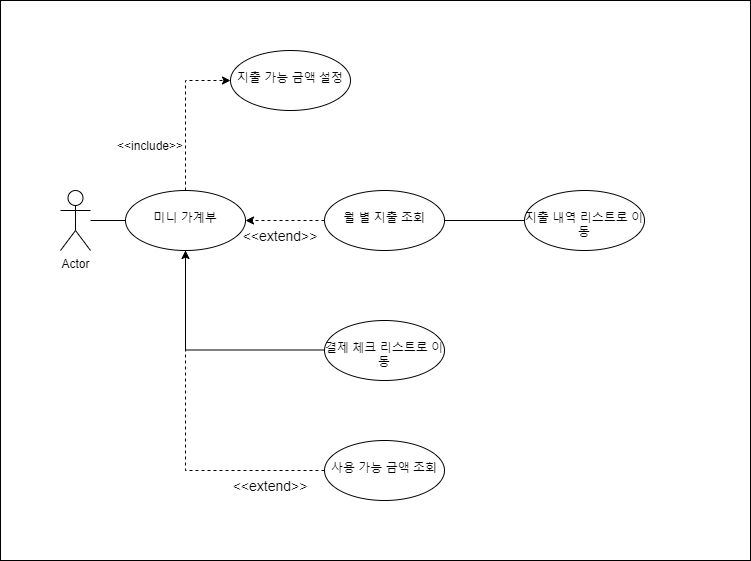 지출 가능 금액 설정
<<include>>
미니 가계부
월 별 지출 조회
지출 내역 리스트로 이
동
<<extend>>
Actor
결제 체크 리스트로 이
동
사용 가능 금액 조회
<<extend>>